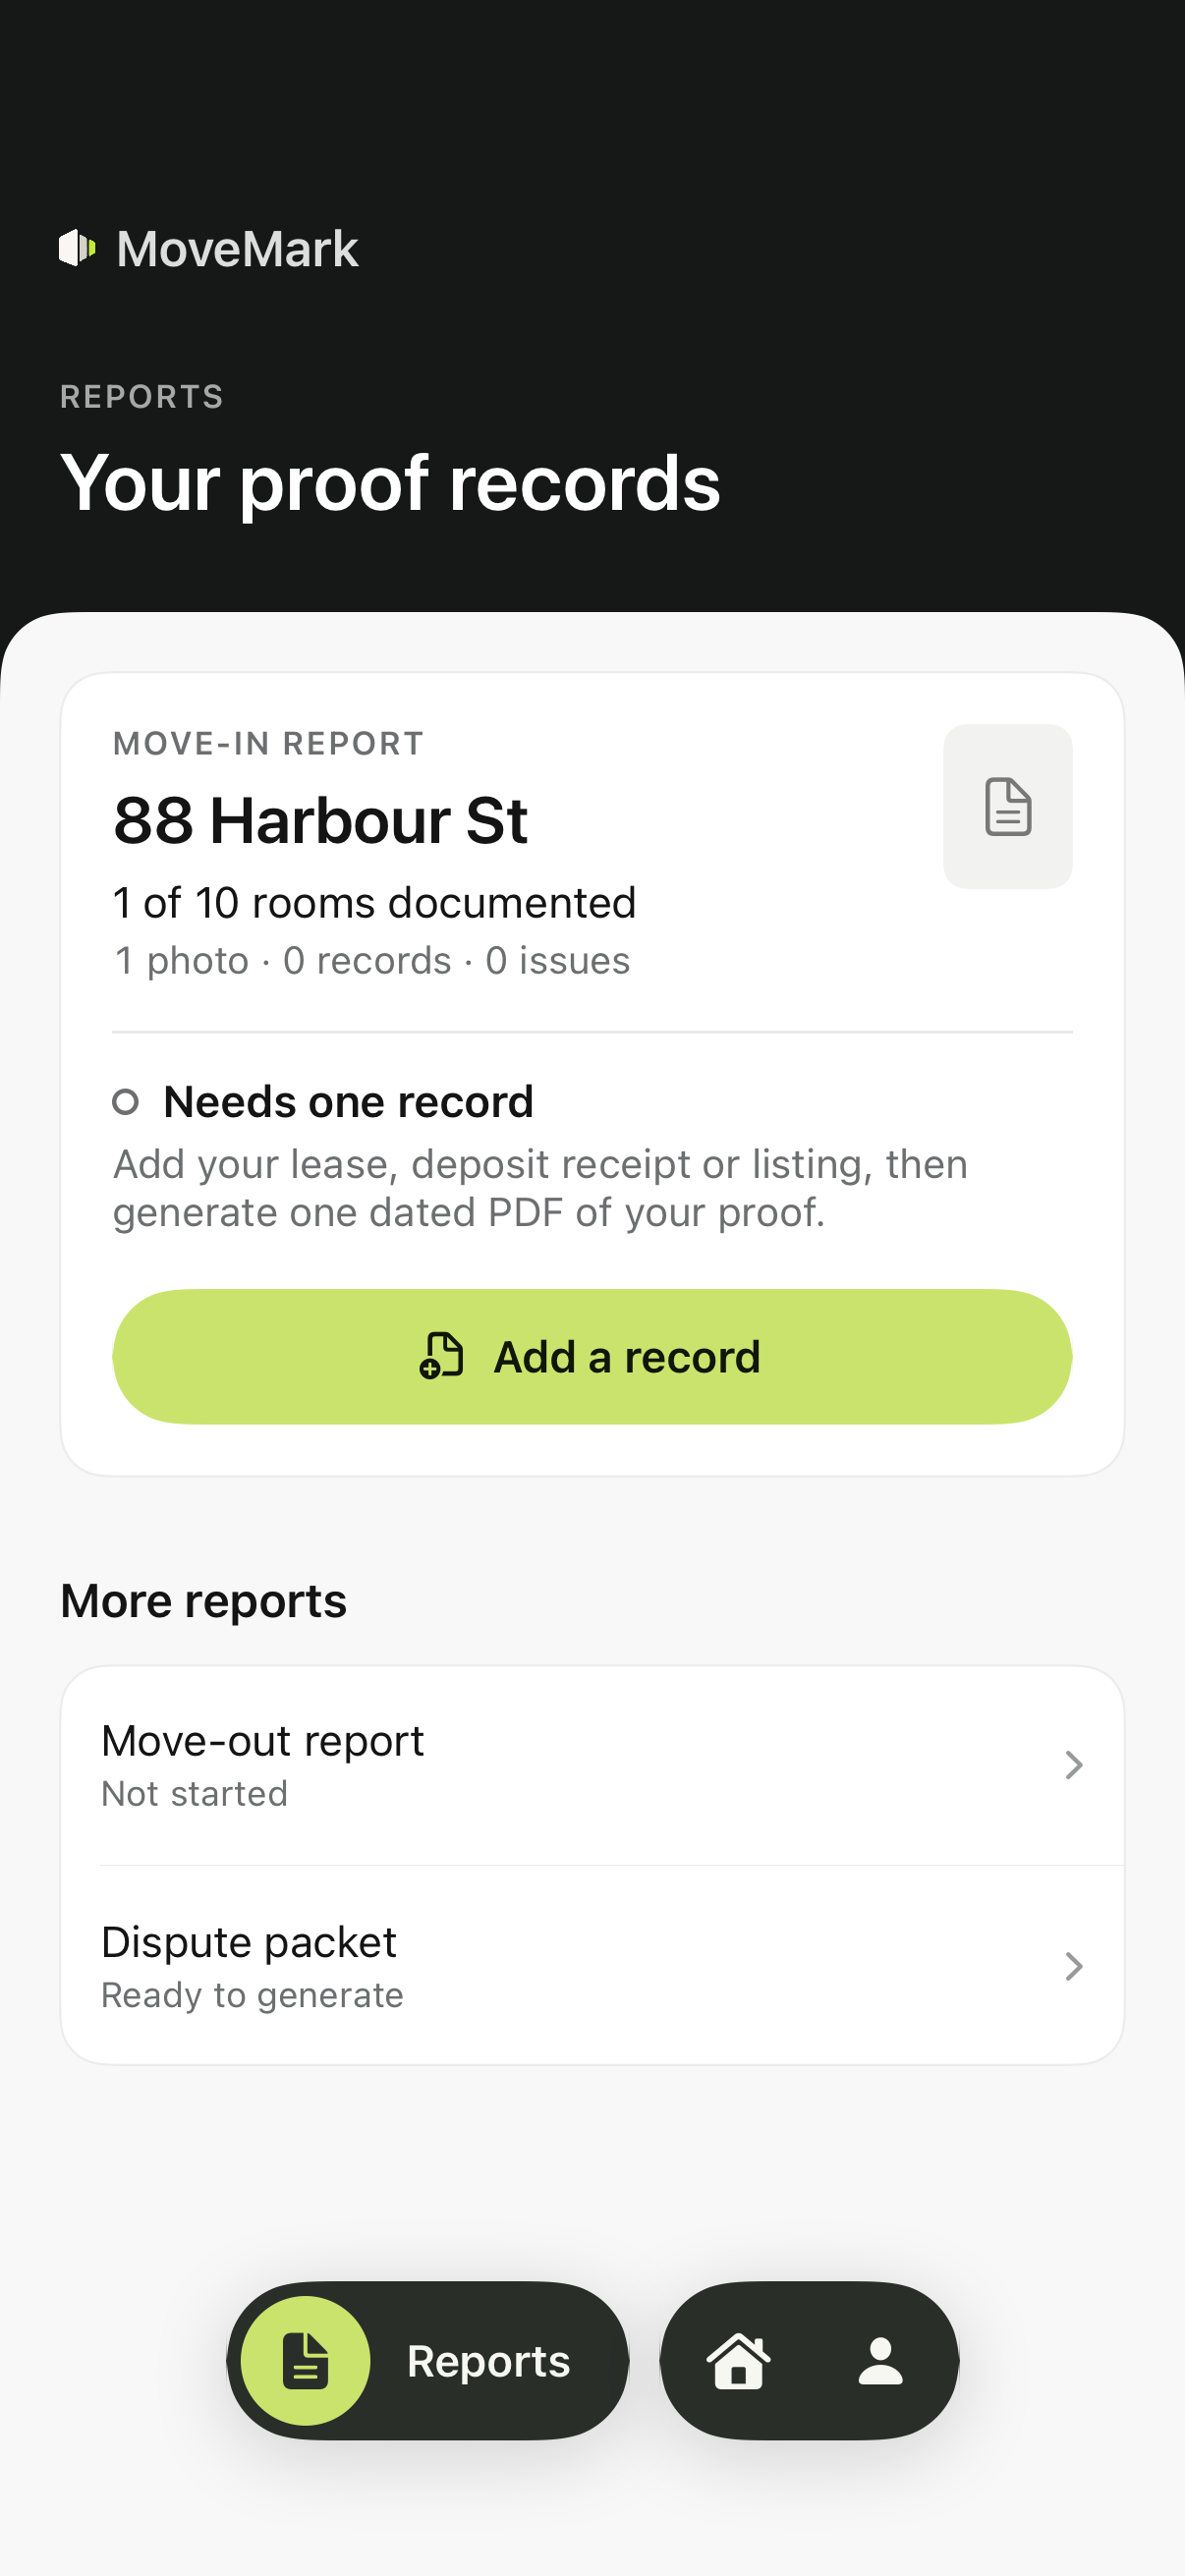 MoveMark
REPORTS
Your proof records
MOVE-IN REPORT
88 Harbour St
1 of 10 rooms documented
1 photo · 0 records · 0 issues
Needs one record
Add your lease, deposit receipt or listing, then
generate one dated PDF of your proof.
Add a record
More reports
Move-out report
Not started
Dispute packet
Ready to generate
Reports